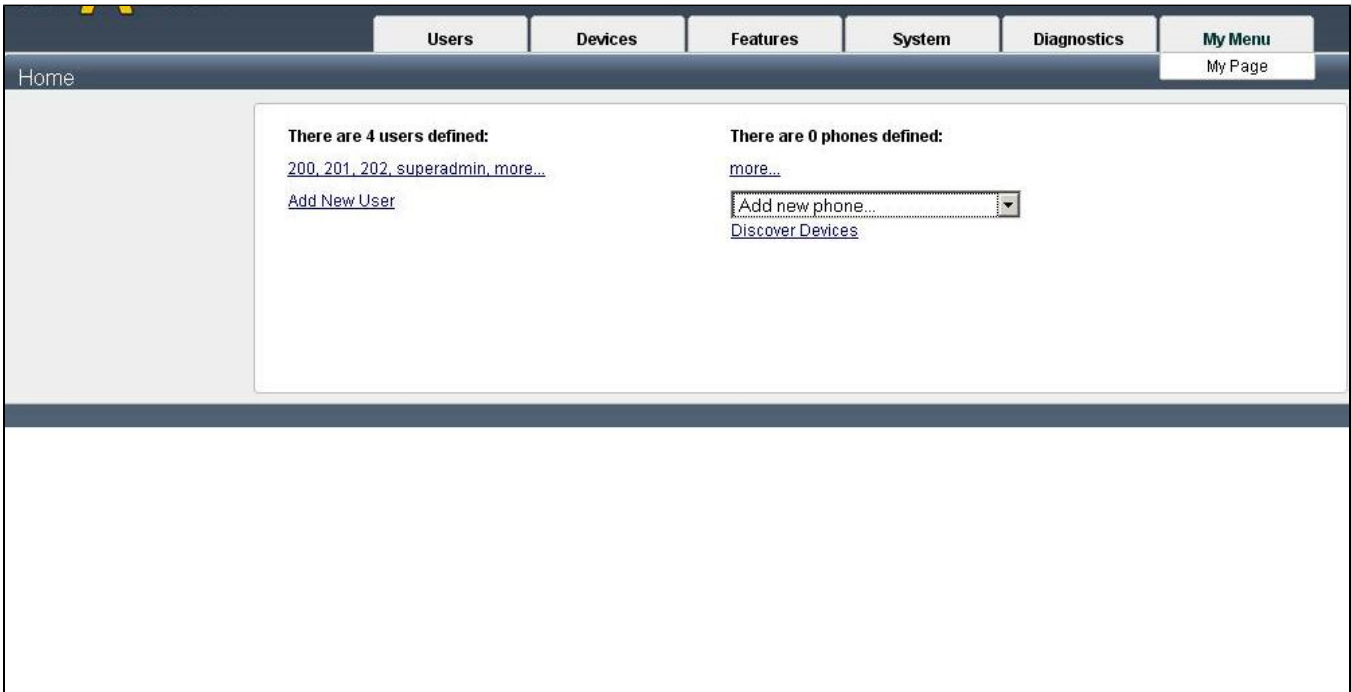 Users Devices Features System Diagnostics My Menu
My Page
Home
There are 4 users defined:
200, 201, 202, superadmin, more...
Add New User
There are 0 phones defined:
more...
Add new phone...
Discover Devices